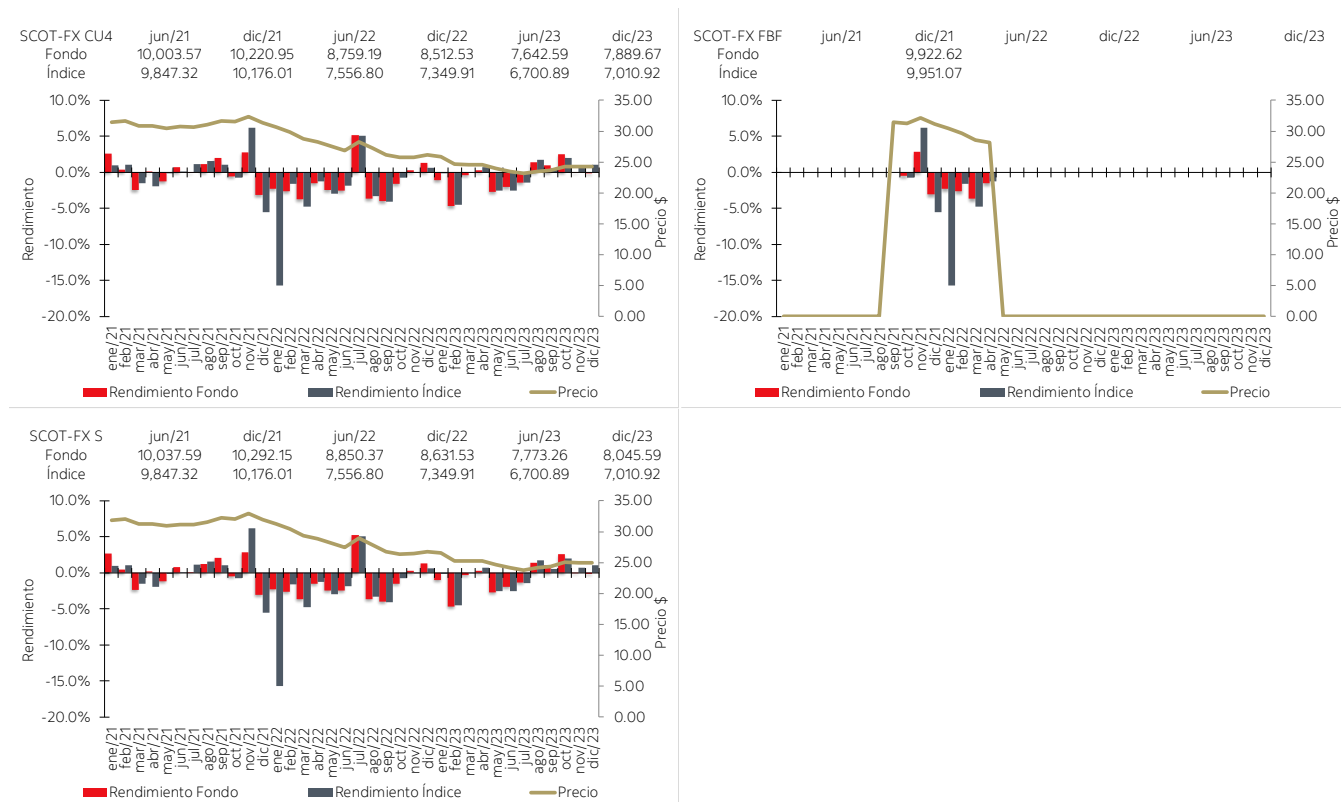 SCOT-FX CU4 jun/21 dic/21 jun/22 dic/22 jun/23 dic/23
Fondo 10,003.57 10,220.95 8,759.19 8,512.53 7,642.59 7,889.67
Índice 9,847.32 10,176.01 7,556.80 7,349.91 6,700.89 7,010.92
10.0% 35.00
5.0% 30.00
0.0% 25.00
20.00
-5.0% 15.00
-10.0% 10.00
-15.0% 5.00
-20.0% 0.00
Rendimiento
Precio $
ene/21 feb/21 mar/21 abr/21 may/21 jun/21 jul/21 ago/21 sep/21 oct/21 nov/21 dic/21 ene/22 feb/22 mar/22 abr/22 may/22 jun/22 jul/22 ago/22 sep/22 oct/22 nov/22 dic/22 ene/23 feb/23 mar/23 abr/23 may/23 jun/23 jul/23 ago/23 sep/23 oct/23 nov/23 dic/23
Rendimiento Fondo Rendimiento Índice Precio
SCOT-FX FBF jun/21 dic/21 jun/22 dic/22 jun/23 dic/23
Fondo 9,922.62
Índice 9,951.07
10.0% 35.00
5.0% 30.00
0.0% 25.00
20.00
-5.0% 15.00
-10.0% 10.00
-15.0% 5.00
-20.0% 0.00
Rendimiento
Precio $
ene/21 feb/21 mar/21 abr/21 may/21 jun/21 jul/21 ago/21 sep/21 oct/21 nov/21 dic/21 ene/22 feb/22 mar/22 abr/22 may/22 jun/22 jul/22 ago/22 sep/22 oct/22 nov/22 dic/22 ene/23 feb/23 mar/23 abr/23 may/23 jun/23 jul/23 ago/23 sep/23 oct/23 nov/23 dic/23
Rendimiento Fondo Rendimiento Índice Precio
SCOT-FX S jun/21 dic/21 jun/22 dic/22 jun/23 dic/23
Fondo 10,037.59 10,292.15 8,850.37 8,631.53 7,773.26 8,045.59
Índice 9,847.32 10,176.01 7,556.80 7,349.91 6,700.89 7,010.92
10.0% 35.00
5.0% 30.00
0.0% 25.00
20.00
-5.0% 15.00
-10.0% 10.00
-15.0% 5.00
-20.0% 0.00
Rendimiento
Precio $
ene/21 feb/21 mar/21 abr/21 may/21 jun/21 jul/21 ago/21 sep/21 oct/21 nov/21 dic/21 ene/22 feb/22 mar/22 abr/22 may/22 jun/22 jul/22 ago/22 sep/22 oct/22 nov/22 dic/22 ene/23 feb/23 mar/23 abr/23 may/23 jun/23 jul/23 ago/23 sep/23 oct/23 nov/23 dic/23
Rendimiento Fondo Rendimiento Índice Precio